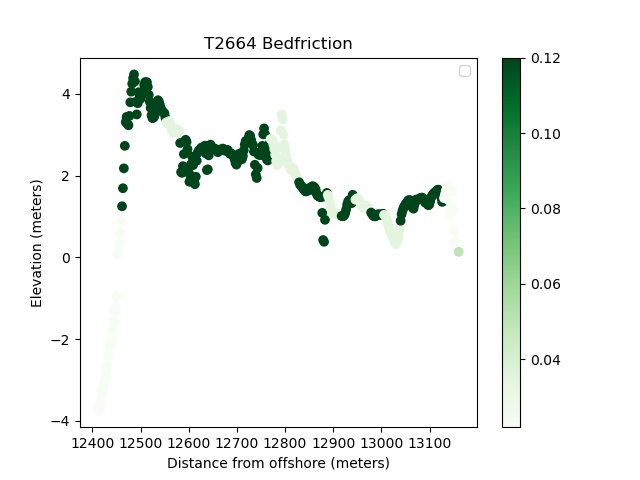 T2664 Bedfriction
4
2
0
−2
−4
Elevation (meters)
12400 12500 12600 12700 12800 12900 13000 13100
Distance from offshore (meters)
0.12
0.10
0.08
0.06
0.04